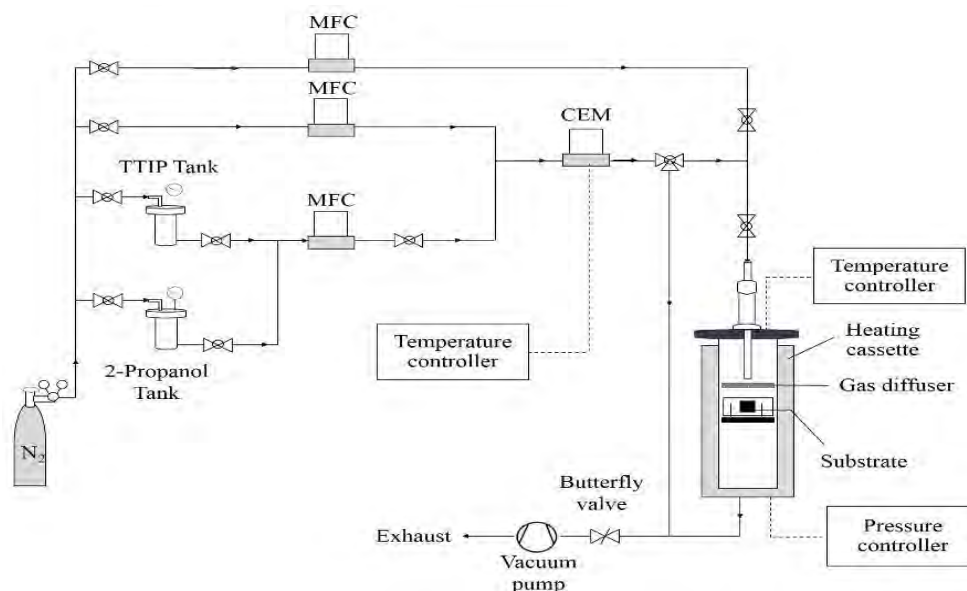 MFC
MFC
CEM
TTIP Tank
MFC
Temperature
controller
Temperature
controller
Heating
cassette
2-Propanol
Tank
Gas diffuser
N2
Substrate
Butterfly
valve
Exhaust
Vacuum
pump
Pressure
controller